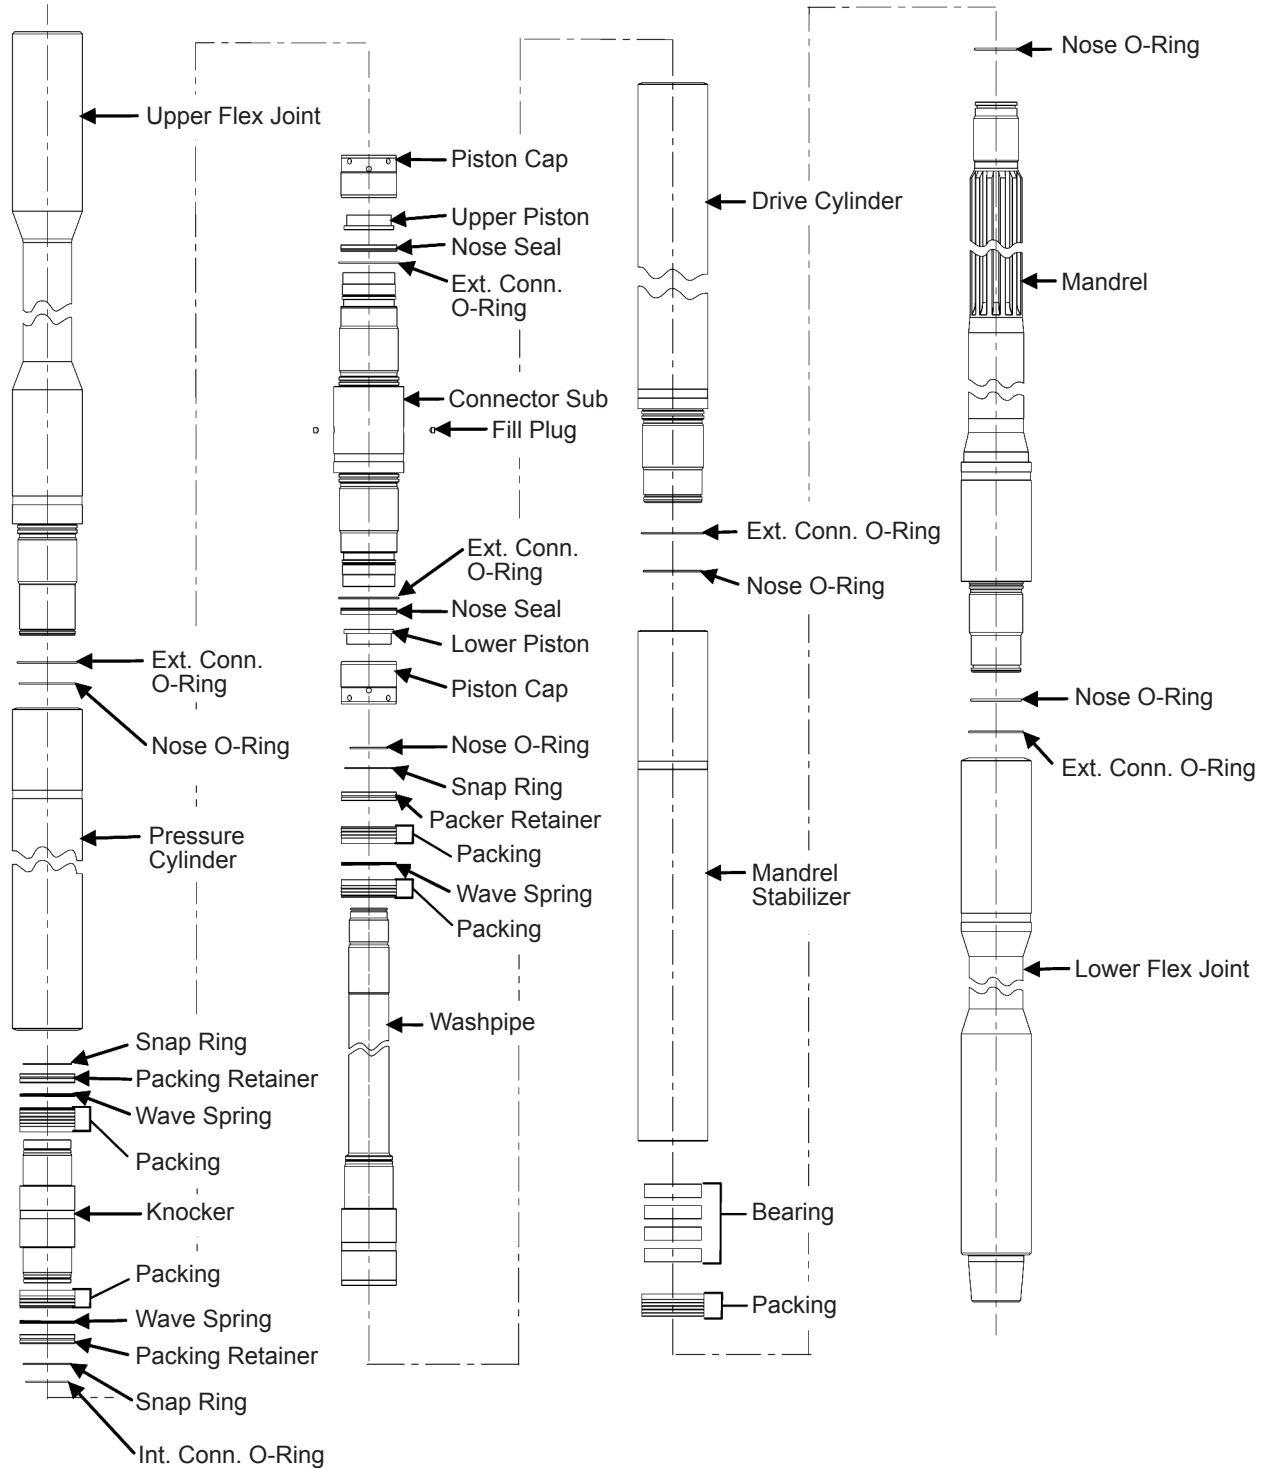 Upper Flex Joint
Ext. Conn.
O-Ring
Nose O-Ring
Pressure
Cylinder
Snap Ring
Packing Retainer
Wave Spring
Packing
Knocker
Packing
Wave Spring
Packing Retainer
Snap Ring
Int. Conn. O-Ring
Piston Cap
Upper Piston
Nose Seal
Ext. Conn.
O-Ring
Connector Sub
Fill Plug
Ext. Conn.
O-Ring
Nose Seal
Lower Piston
Piston Cap
Nose O-Ring
Snap Ring
Packer Retainer
Packing
Wave Spring
Packing
Washpipe
Drive Cylinder
Ext. Conn. O-Ring
Nose O-Ring
Mandrel
Stabilizer
Bearing
Packing
Nose O-Ring
Mandrel
Nose O-Ring
Ext. Conn. O-Ring
Lower Flex Joint